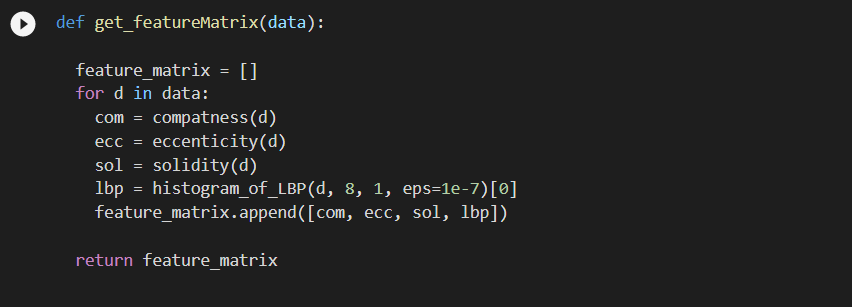 def get_featureMatrix(data):
feature_matrix = []
for d in data:
com = compatness(d)
ecc = eccenticity(d)
sol = solidity(d)
lbp = histogram_of_LBP(d, 8, 1, eps=1e-7)[0]
feature_matrix.append([com, ecc, sol, lbp])
return feature_matrix